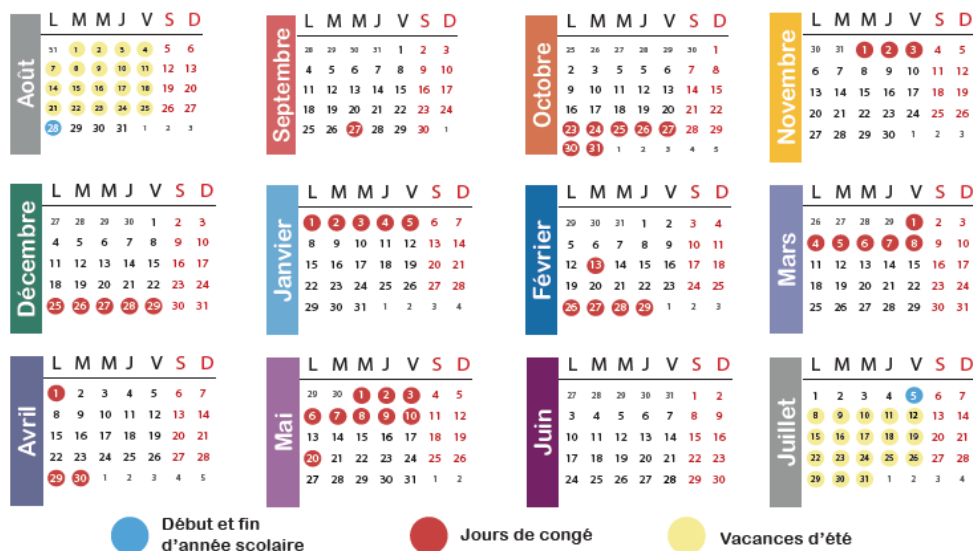 Août
L M M J V S D
31 1 2 3 4 5 6
7 8 9 10 11 12 13
14 15 16 17 18 19 20
21 22 23 24 25 26 27
28 29 30 31 1 2 3
Septembre
L M M J V S D
28 29 30 31 1 2 3
4 5 6 7 8 9 10
11 12 13 14 15 16 17
18 19 20 21 22 23 24
25 26 27 28 29 30 1
Octobre
L M M J V S D
25 26 27 28 29 30 1
2 3 4 5 6 7 8
9 10 11 12 13 14 15
16 17 18 19 20 21 22
23 24 25 26 27 28 29
30 31 1 2 3 4 5
Novembre
L M M J V S D
30 31 1 2 3 4 5
6 7 8 9 10 11 12
13 14 15 16 17 18 19
20 21 22 23 24 25 26
27 28 29 30 1 2 3
Décembre
L M M J V S D
27 28 29 30 1 2 3
4 5 6 7 8 9 10
11 12 13 14 15 16 17
18 19 20 21 22 23 24
25 26 27 28 29 30 31
Janvier
L M M J V S D
1 2 3 4 5 6 7
8 9 10 11 12 13 14
15 16 17 18 19 20 21
22 23 24 25 26 27 28
29 30 31 1 2 3 4
Février
L M M J V S D
29 30 31 1 2 3 4
5 6 7 8 9 10 11
12 13 14 15 16 17 18
19 20 21 22 23 24 25
26 27 28 29 1 2 3
Mars
L M M J V S D
26 27 28 29 1 2 3
4 5 6 7 8 9 10
11 12 13 14 15 16 17
18 19 20 21 22 23 24
25 26 27 28 29 30 31
Avril
L M M J V S D
1 2 3 4 5 6 7
8 9 10 11 12 13 14
15 16 17 18 19 20 21
22 23 24 25 26 27 28
29 30 1 2 3 4 5
Mai
L M M J V S D
29 30 1 2 3 4 5
6 7 8 9 10 11 12
13 14 15 16 17 18 19
20 21 22 23 24 25 26
27 28 29 30 31 1 2
Juin
L M M J V S D
27 28 29 30 31 1 2
3 4 5 6 7 8 9
10 11 12 13 14 15 16
17 18 19 20 21 22 23
24 25 26 27 28 29 30
Juillet
L M M J V S D
1 2 3 4 5 6 7
8 9 10 11 12 13 14
15 16 17 18 19 20 21
22 23 24 25 26 27 28
29 30 31 1 2 3 4
Début et fin
d'année scolaire
Jours de congé
Vacances d'été